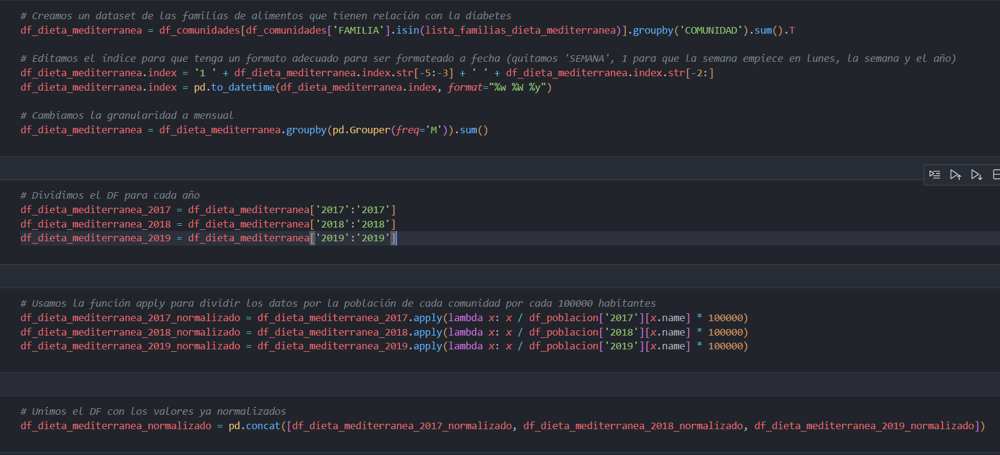 # Creamos un dataset de las familias de alimentos que tienen relación con la diabetes
df_dieta_mediterranea = df_comunidades[df_comunidades['FAMILIA'].isin(lista_familias_dieta_mediterranea)].groupby('COMUNIDAD').sum().T
# Editamos el índice para que tenga un formato adecuado para ser formateado a fecha (quitamos 'SEMANA', 1 para que la semana empiece en lunes, la semana y el año)
df_dieta_mediterranea.index = '1 ' + df_dieta_mediterranea.index.str[-5:-3] + ' ' + df_dieta_mediterranea.index.str[-2:]
df_dieta_mediterranea.index = pd.to_datetime(df_dieta_mediterranea.index, format="%w %W %y")
# Cambiamos la granularidad a mensual
df_dieta_mediterranea = df_dieta_mediterranea.groupby(pd.Grouper(freq='M')).sum()
# Dividimos el DF para cada año
df_dieta_mediterranea_2017 = df_dieta_mediterranea['2017':'2017']
df_dieta_mediterranea_2018 = df_dieta_mediterranea['2018':'2018']
df_dieta_mediterranea_2019 = df_dieta_mediterranea['2019':'2019']
# Usamos la función apply para dividir los datos por la población de cada comunidad por cada 100000 habitantes
df_dieta_mediterranea_2017_normalizado = df_dieta_mediterranea_2017.apply(lambda x: x / df_poblacion['2017'][x.name] * 100000)
df_dieta_mediterranea_2018_normalizado = df_dieta_mediterranea_2018.apply(lambda x: x / df_poblacion['2018'][x.name] * 100000)
df_dieta_mediterranea_2019_normalizado = df_dieta_mediterranea_2019.apply(lambda x: x / df_poblacion['2019'][x.name] * 100000)
# Unimos el DF con los valores ya normalizados
df_dieta_mediterranea_normalizado = pd.concat([df_dieta_mediterranea_2017_normalizado, df_dieta_mediterranea_2018_normalizado, df_dieta_mediterranea_2019_normalizado])